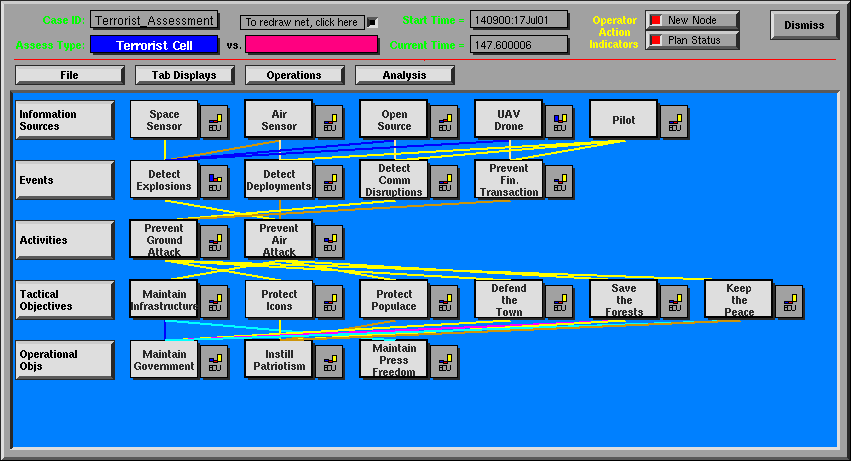 Case ID: Terrorist_Assessment To redraw net, click here Start Time = 140900:17Jul01 Operator Action Indicators New Node
Access Type Terrorist Cell vs. Current Time = 147.600006 Plan Status Dismiss
File Tab Displays Operations Analysis
Information Sources Space Sensor EDU Air Sensor EDU Open Source EDU UAV Drone EDU Pilot EDU
Events Detect Explosions EDU Detect Deployments EDU Detect Comm Disruptions EDU Prevent Fin. Transaction EDU
Activities Prevent Ground Attack EDU Prevent Air Attack EDU
Tactical Objectives Maintain Infrastructure EDU Protect Icons EDU Protect Populace EDU Defend the Town EDU Save the Forests EDU Keep the Peace EDU
Operational Objs Maintain Government EDU Instill Patriotism EDU Maintain Press Freedom EDU